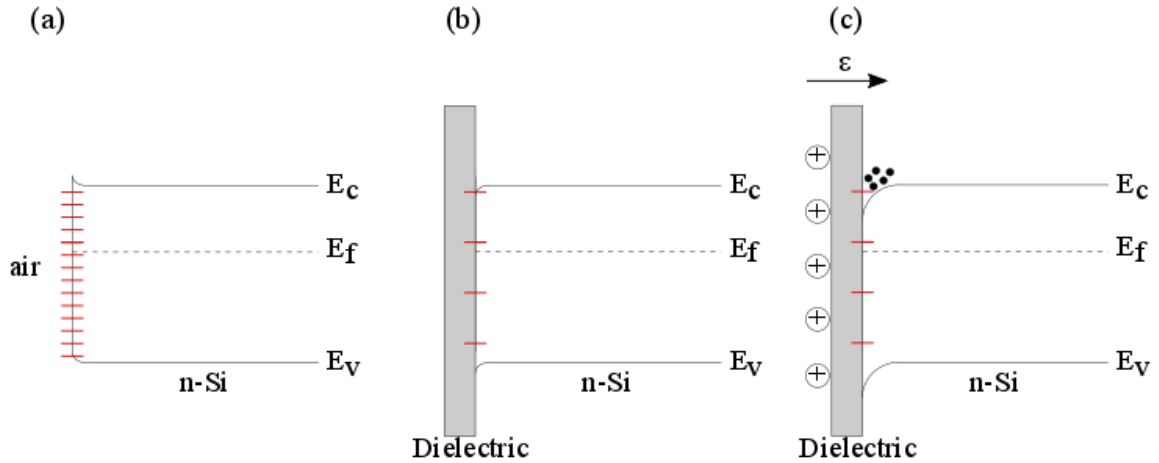 (a)
air
Ec
Ef
Ev
n-Si
(b)
Ec
Ef
Ev
n-Si
Dielectric
(c)
ε
+
+
+
+
+
Ec
Ef
Ev
n-Si
Dielectric